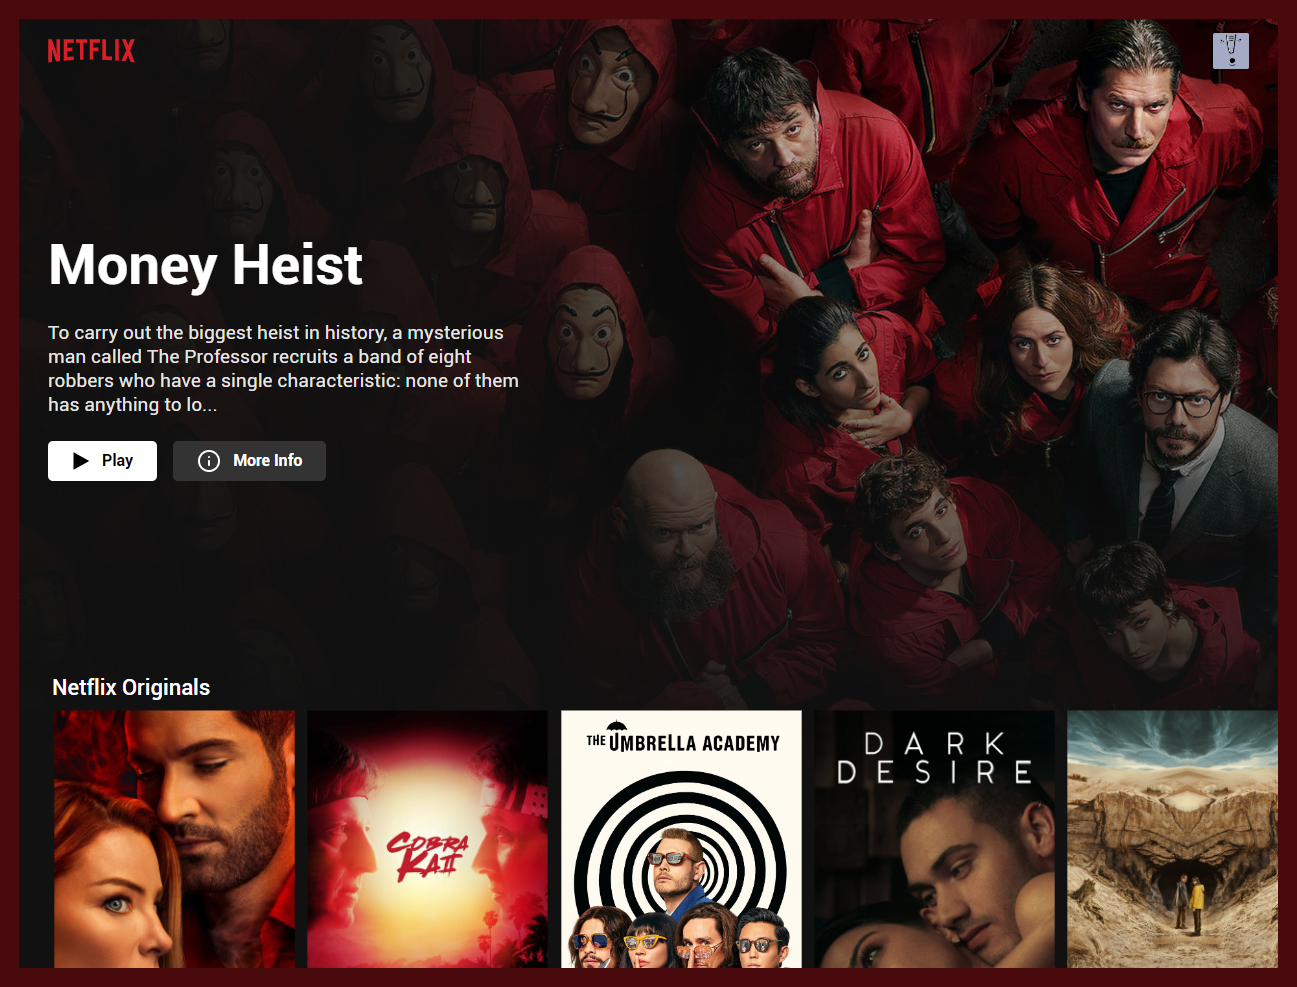 NETFLIX
Money Heist
To carry out the biggest heist in history, a mysterious
man called The Professor recruits a band of eight
robbers who have a single characteristic: none of them
has anything to lo...
Play
More Info
Netflix Originals
COBRA
KAII
THE UMBRELLA ACADEMY
DARK
DESIRE